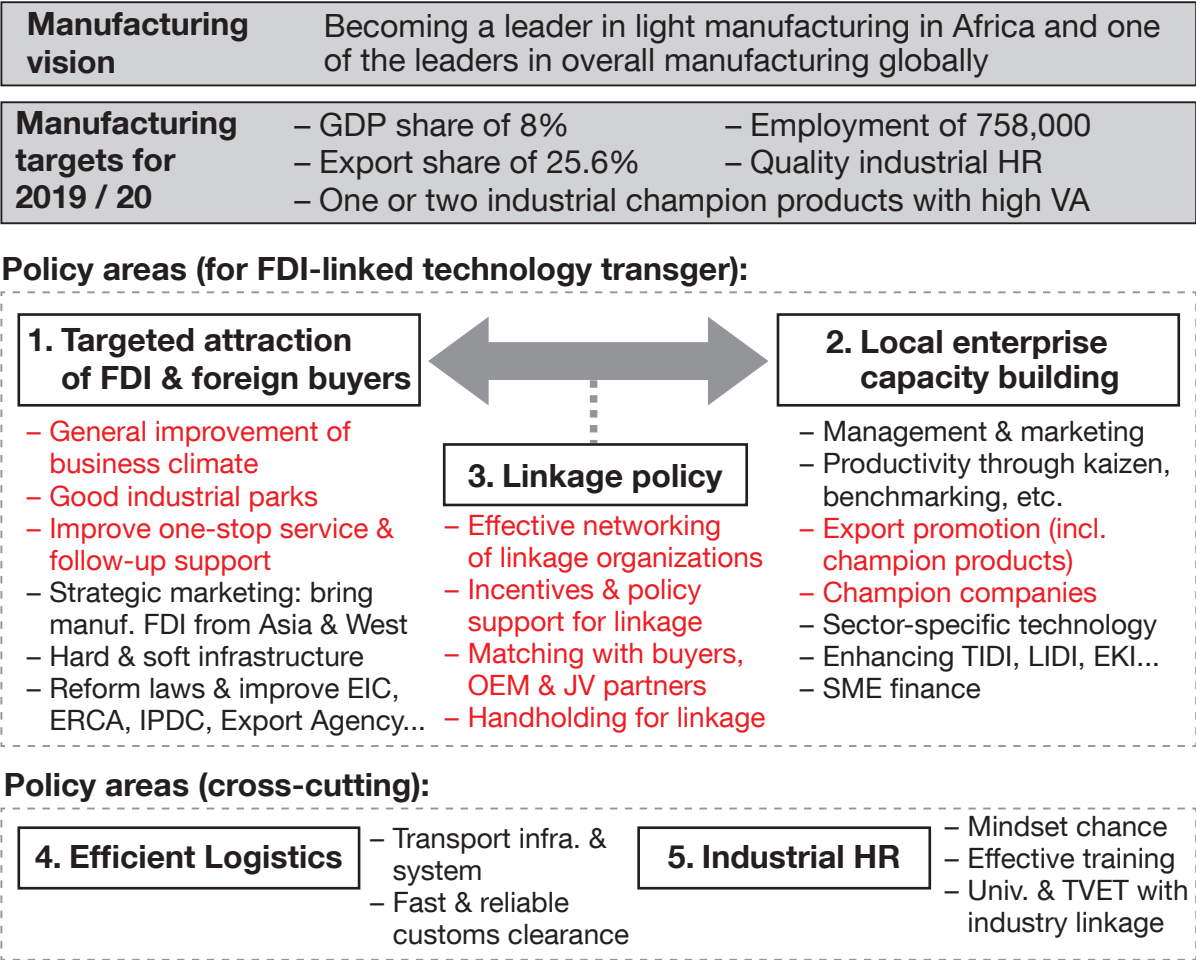 Manufacturing
vision
Becoming a leader in light manufacturing in Africa and one
of the leaders in overall manufacturing globally
Manufacturing
targets for
2019 / 20
– GDP share of 8%
– Employment of 758,000
– Export share of 25.6%
– Quality industrial HR
– One or two industrial champion products with high VA
Policy areas (for FDI-linked technology transger):
1. Targeted attraction
of FDI & foreign buyers
– General improvement of
business climate
– Good industrial parks
– Improve one-stop service &
follow-up support
– Strategic marketing: bring
manuf. FDI from Asia & West
– Hard & soft infrastructure
– Reform laws & improve EIC,
ERCA, IPDC, Export Agency...
3. Linkage policy
– Effective networking
of linkage organizations
– Incentives & policy
support for linkage
– Matching with buyers,
OEM & JV partners
– Handholding for linkage
2. Local enterprise
capacity building
– Management & marketing
– Productivity through kaizen,
benchmarking, etc.
– Export promotion (incl.
champion products)
– Champion companies
– Sector-specific technology
– Enhancing TIDI, LIDI, EKI...
– SME finance
Policy areas (cross-cutting):
4. Efficient Logistics
– Transport infra. &
system
– Fast & reliable
customs clearance
5. Industrial HR
– Mindset chance
– Effective training
– Univ. & TVET with
industry linkage